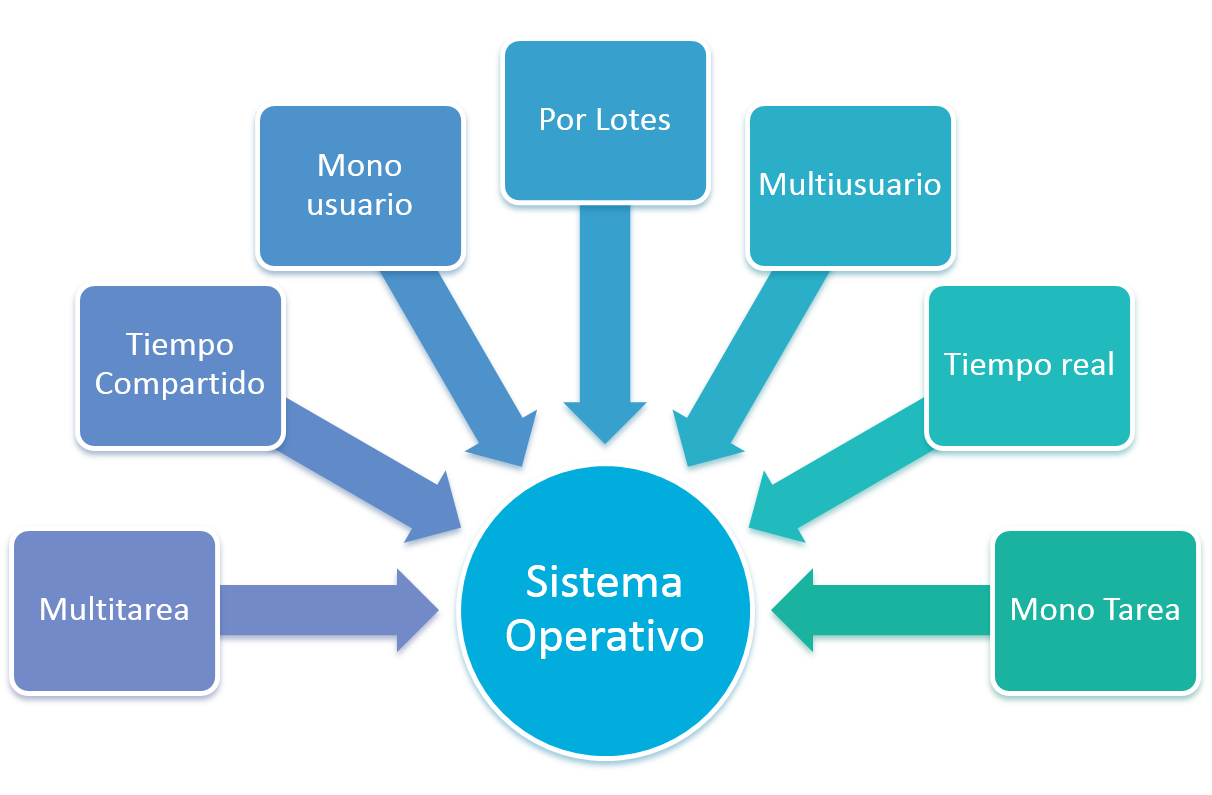 Por Lotes
Mono
usuario
Multiusuario
Tiempo
Compartido
Tiempo real
Multitarea
Sistema
Operativo
Mono Tarea